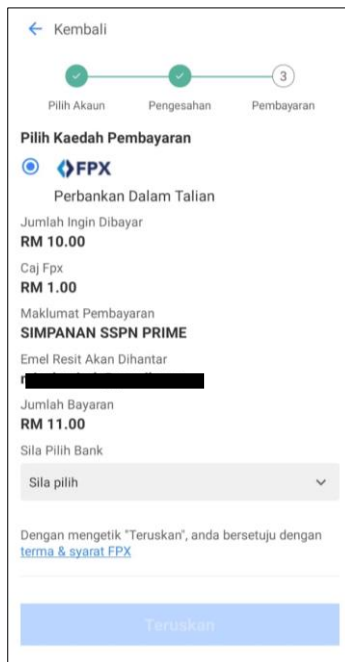 Kembali
3
Pilih Akaun Pengesahan Pembayaran
Pilih Kaedah Pembayaran
FPX
Perbankan Dalam Talian
Jumlah Ingin Dibayar
RM 10.00
Caj Fpx
RM 1.00
Maklumat Pembayaran
SIMPANAN SSPN PRIME
Emel Resit Akan Dihantar
Jumlah Bayaran
RM 11.00
Sila Pilih Bank
Sila pilih
Dengan mengetik "Teruskan", anda bersetuju dengan
terma & syarat FPX
Teruskan